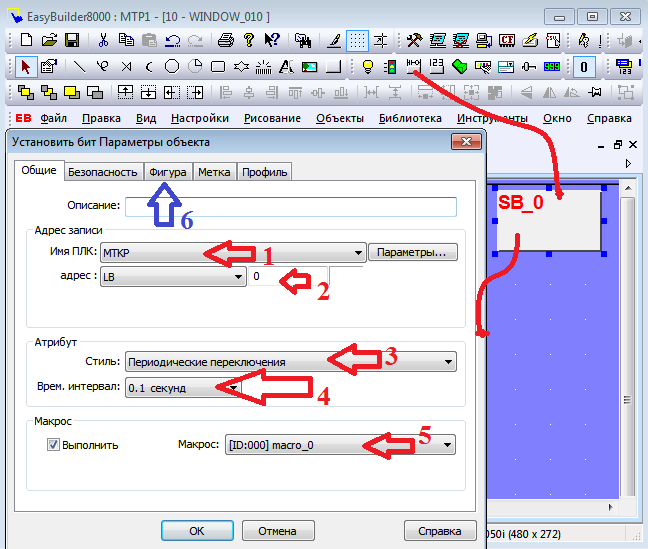 EasyBuilder8000 : MTP1 - [10 - WINDOW_010 ]
EB Файл Правка Вид Настройки Рисование Объекты Библиотека Инструменты Окно Справка
Установить бит Параметры объекта
Общие Безопасность Фигура Метка Профиль
6
Описание:
Адрес записи
Имя ПЛК: МТКР Параметры...
1
адрес : LB 0
2
Атрибут
Стиль: Периодические переключения
3
Врем. интервал: 0.1 секунд
4
Макрос
Выполнить Макрос: [ID:000] macro_0
5
OK Отмена Справка
SB_0
050i (480 x 272)